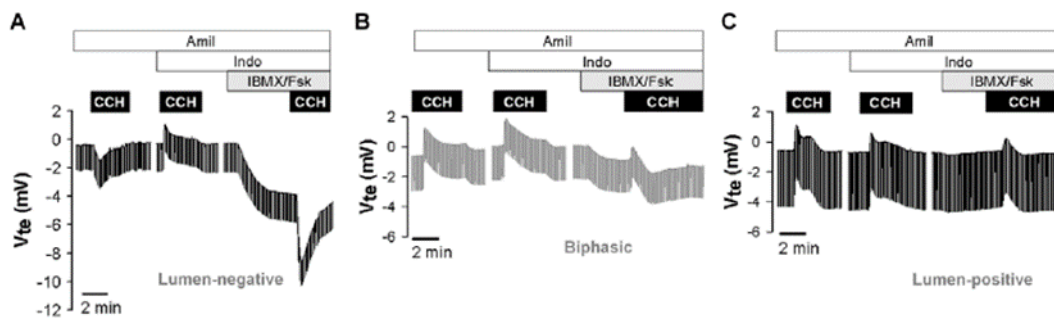 A
Amil
Indo
IBMX/Fsk
CCH CCH CCH
2
0
-2
-4
-6
-8
-10
-12
Vte (mV)
2 min
Lumen-negative
B
Amil
Indo
IBMX/Fsk
CCH CCH CCH
2
0
-2
-4
-6
Vte (mV)
2 min
Biphasic
C
Amil
Indo
IBMX/Fsk
CCH CCH CCH
2
0
-2
-4
-6
Vte (mV)
2 min
Lumen-positive